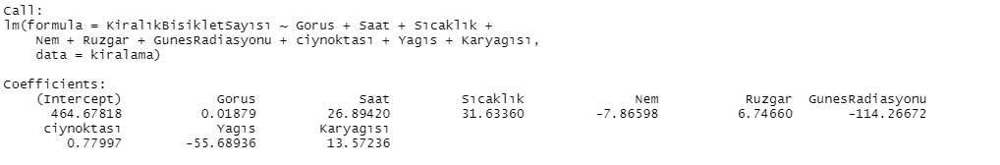 Call:
lm(formula = KiralıkBisikletSayısı ~ Gorus + Saat + Sıcaklık +
    Nem + Ruzgar + GunesRadiasyonu + ciynoktası + Yagıs + Karyagısı,
    data = kiralama)
Coefficients:
    (Intercept)            Gorus             Saat         Sıcaklık              Nem           Ruzgar  GunesRadiasyonu
      464.67818          0.01879         26.89420         31.63360         -7.86598          6.74660       -114.26672
     ciynoktası            Yagıs        Karyagısı
        0.77997        -55.68936         13.57236